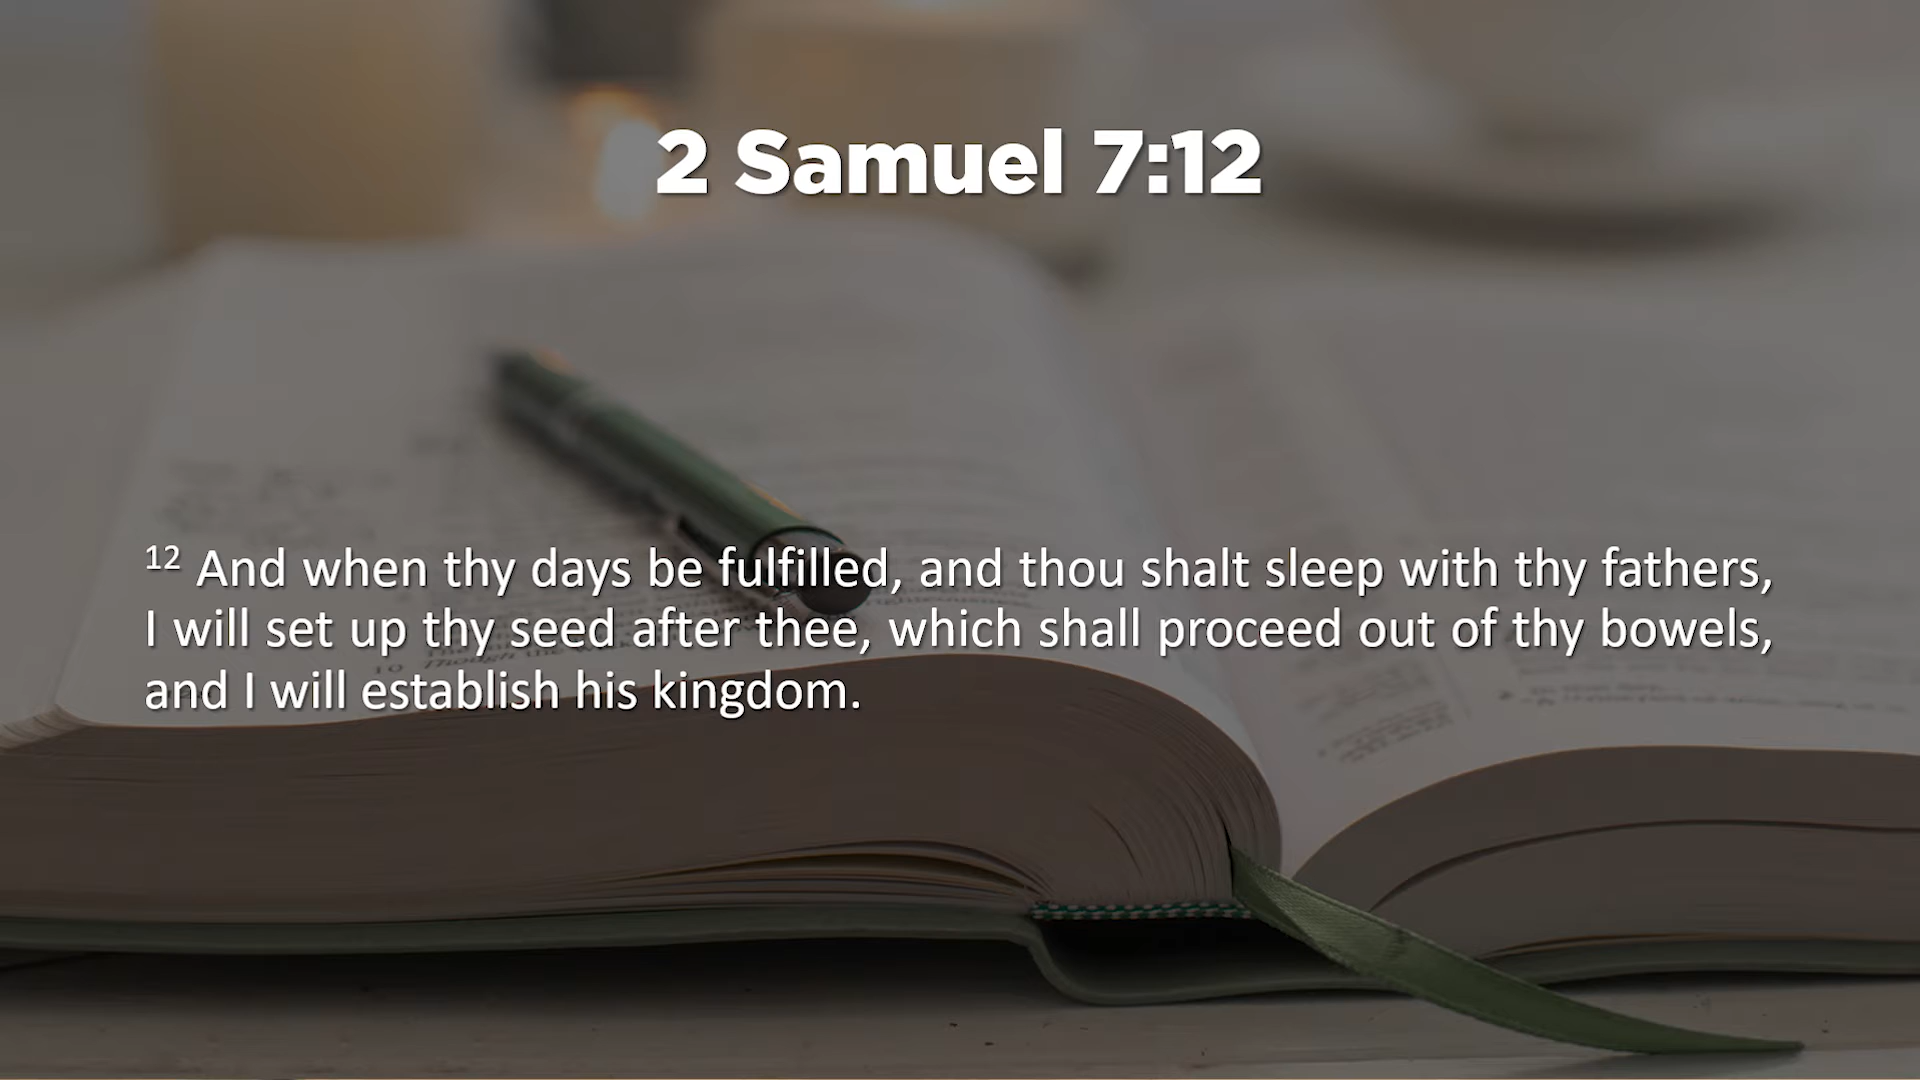 2 Samuel 7:12
12 And when thy days be fulfilled, and thou shalt sleep with thy fathers,
I will set up thy seed after thee, which shall proceed out of thy bowels,
and I will establish his kingdom.